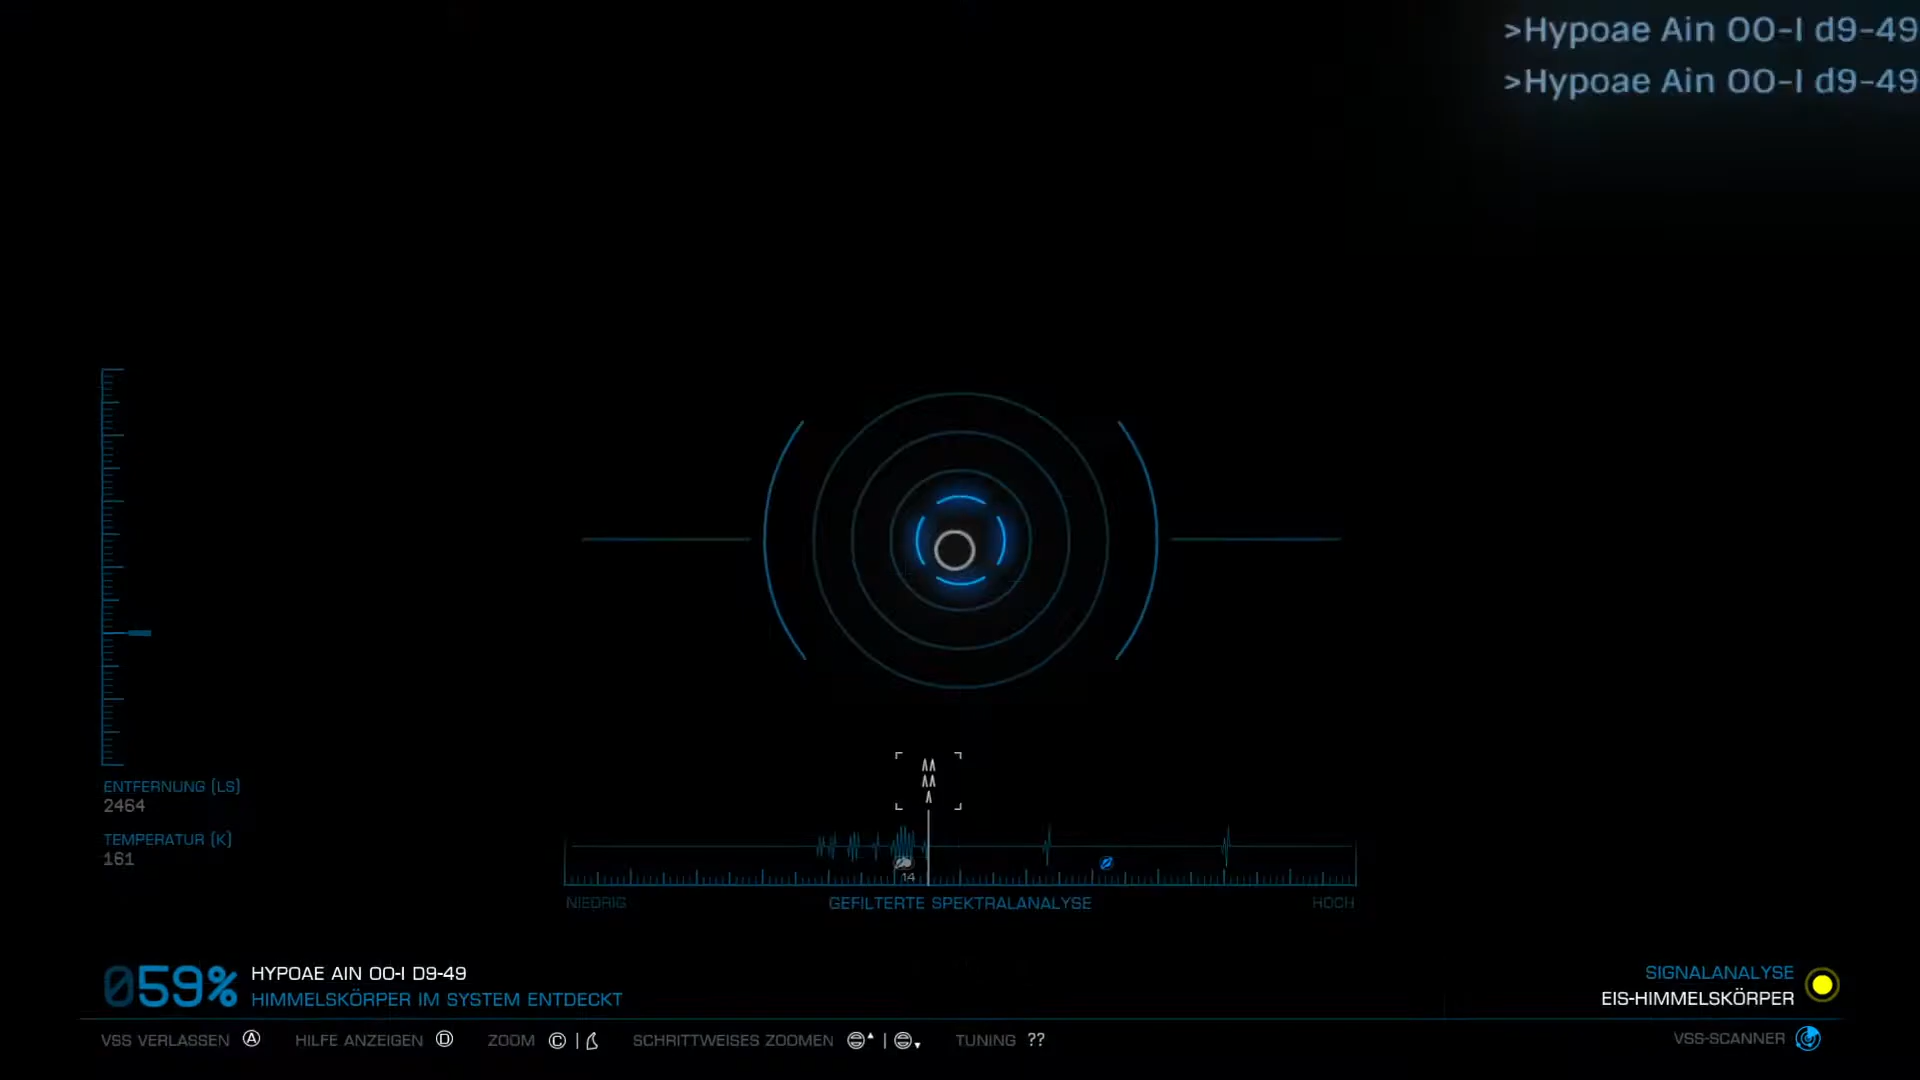 >Hypoae Ain OO-I d9-49
>Hypoae Ain OO-I d9-49
ENTFERNUNG (LS)
2464
TEMPERATUR (K)
161
14
NIEDRIG
GEFILTERTE SPEKTRALANALYSE
HOCH
059%
HYPOAE AIN OO-I D9-49
HIMMELSKÖRPER IM SYSTEM ENTDECKT
SIGNALANALYSE
EIS-HIMMELSKÖRPER
VSS VERLASSEN A HILFE ANZEIGEN D ZOOM C | SCHRITTWEISES ZOOMEN | TUNING ??
VSS-SCANNER